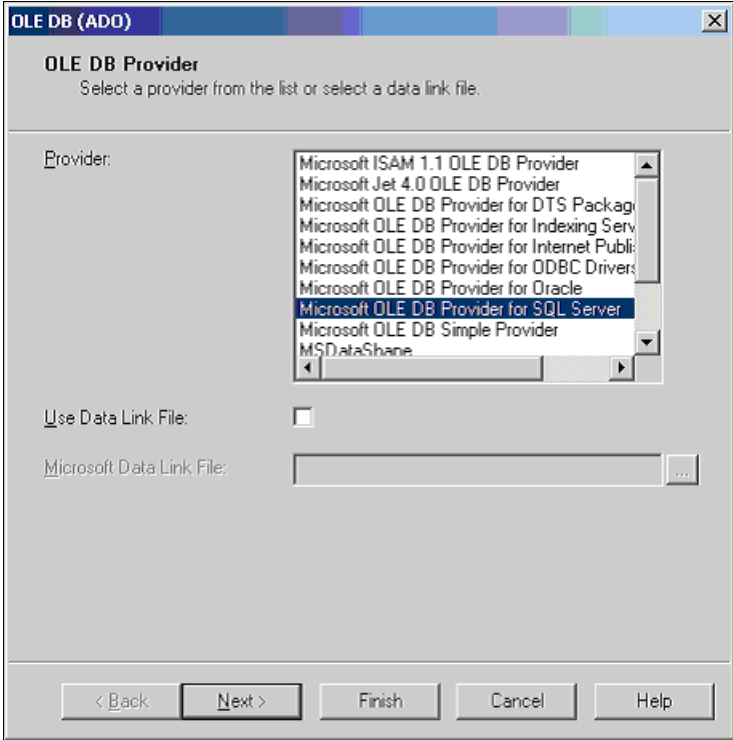 OLE DB (ADO)
OLE DB Provider
Select a provider from the list or select a data link file.
Provider:
Microsoft ISAM 1.1 OLE DB Provider
Microsoft Jet 4.0 OLE DB Provider
Microsoft OLE DB Provider for DTS Packag
Microsoft OLE DB Provider for Indexing Serv
Microsoft OLE DB Provider for Internet Publi
Microsoft OLE DB Provider for ODBC Drivers
Microsoft OLE DB Provider for Oracle
Microsoft OLE DB Provider for SQL Server
Microsoft OLE DB Simple Provider
MSDataShape
Use Data Link File:
Microsoft Data Link File:
...
< Back Next > Finish Cancel Help